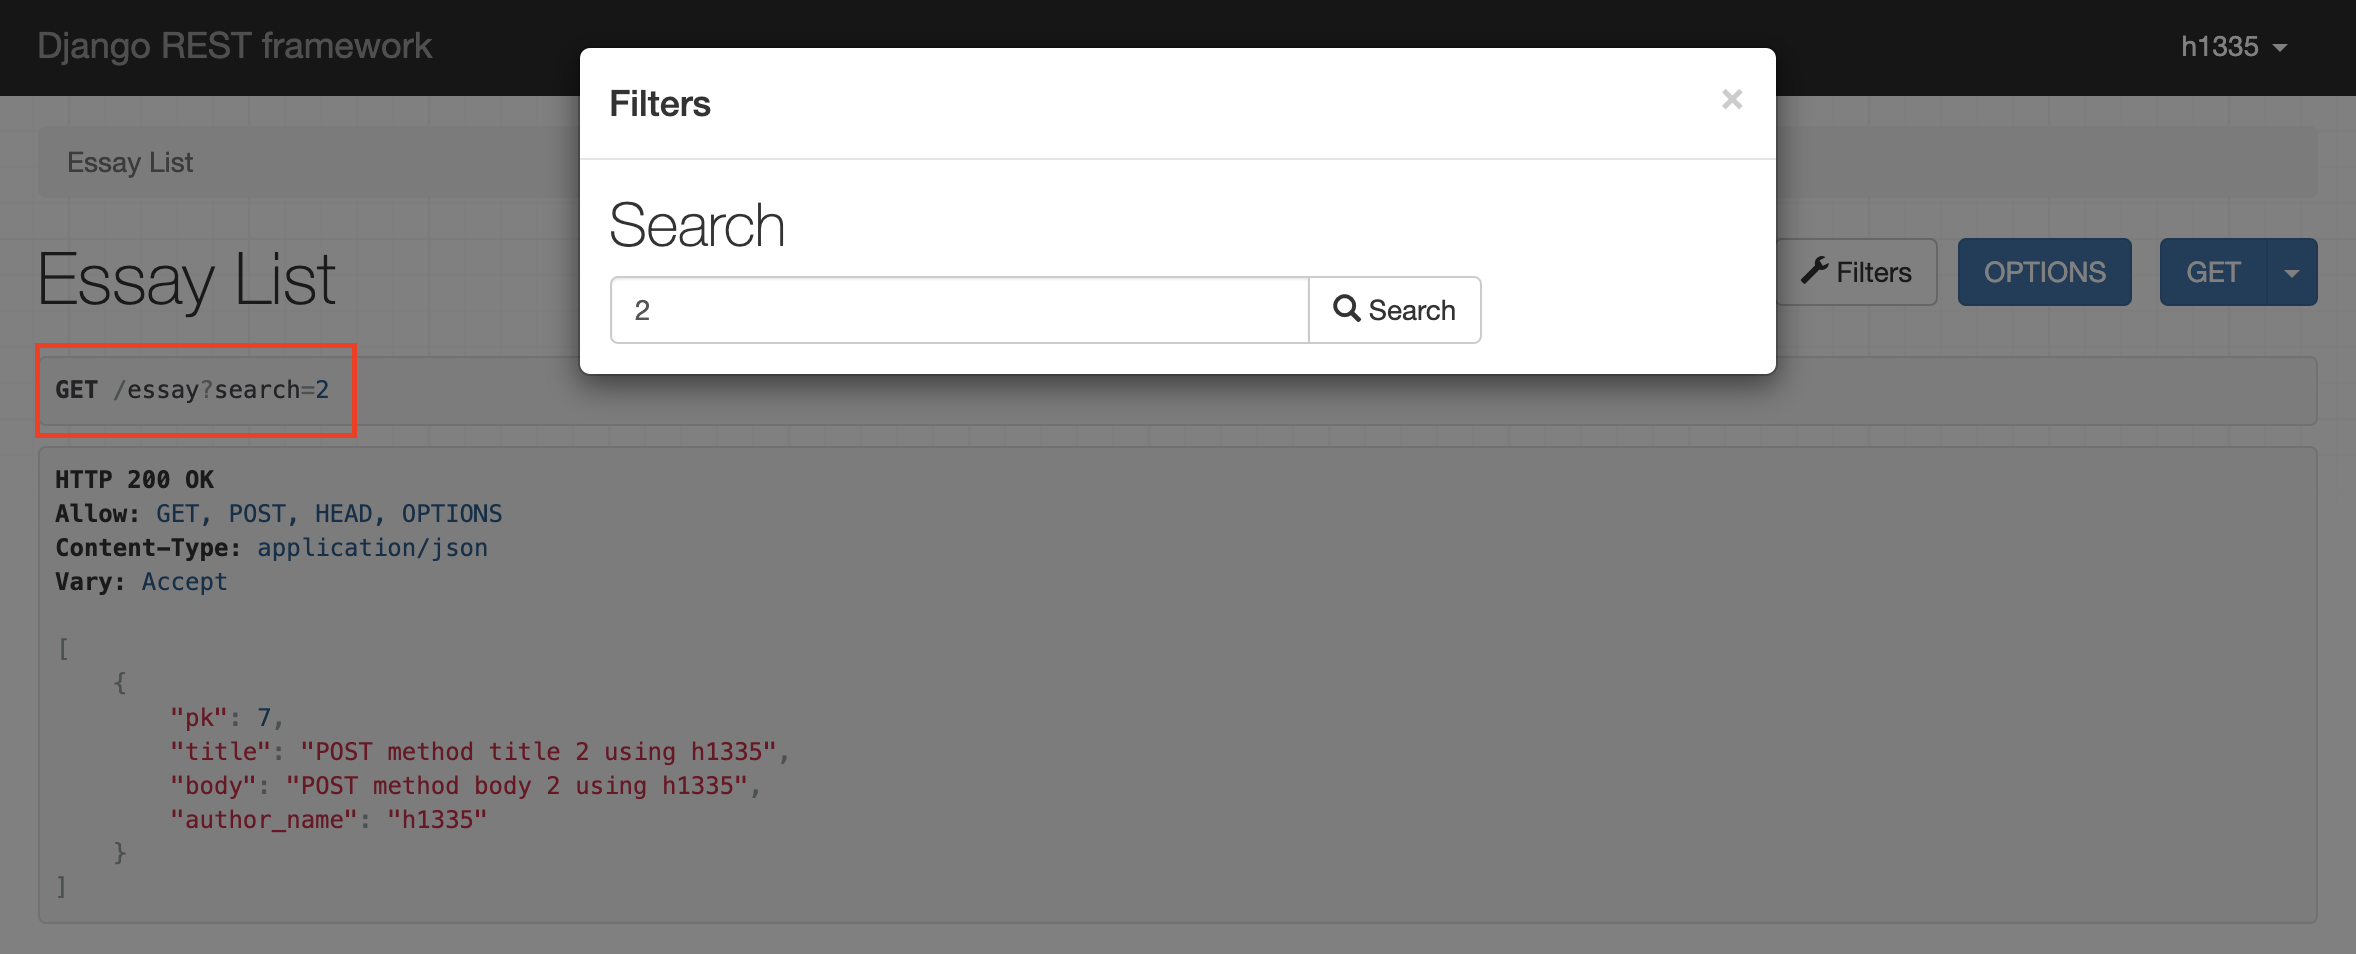 Django REST framework
h1335
Filters
×
Essay List
Search
Essay List
Filters
OPTIONS
GET
2
Search
GET /essay?search=2
HTTP 200 OK
Allow: GET, POST, HEAD, OPTIONS
Content-Type: application/json
Vary: Accept
[
    {
        "pk": 7,
        "title": "POST method title 2 using h1335",
        "body": "POST method body 2 using h1335",
        "author_name": "h1335"
    }
]